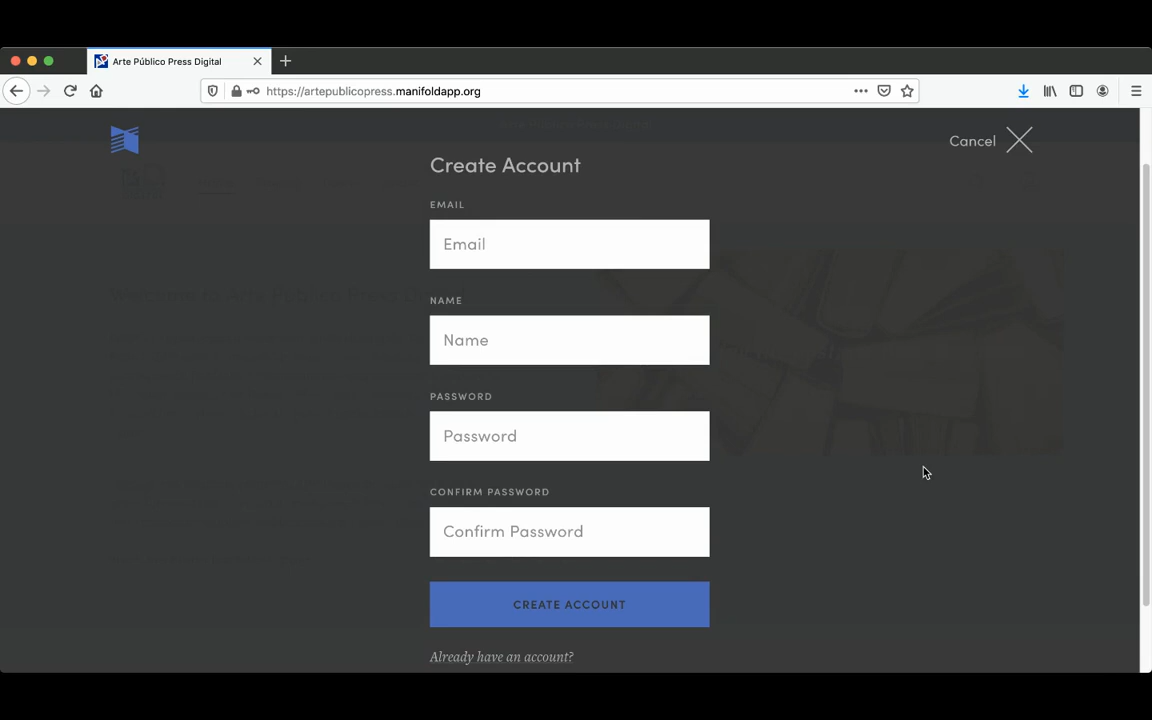 Arte Público Press Digital
https://artepublicopress.manifoldapp.org
Cancel
Create Account
EMAIL
Email
NAME
Name
PASSWORD
Password
CONFIRM PASSWORD
Confirm Password
CREATE ACCOUNT
Already have an account?